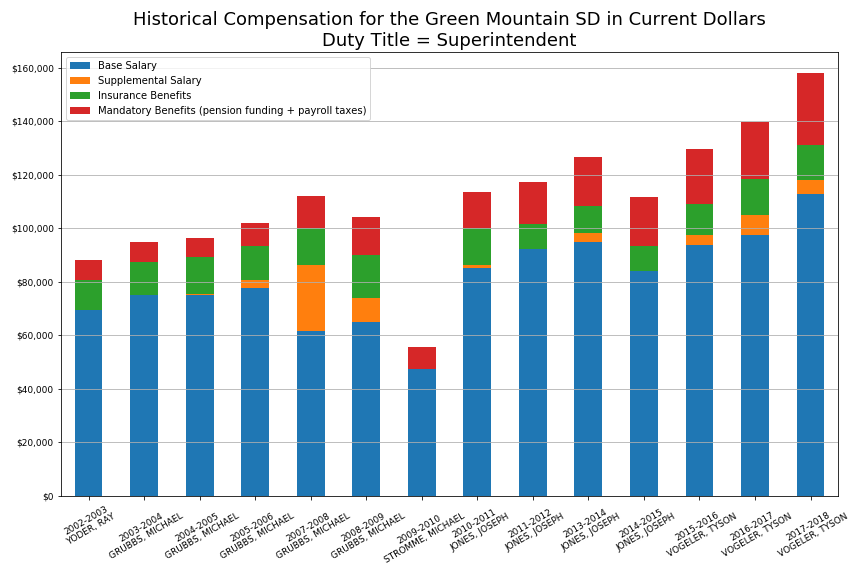 Historical Compensation for the Green Mountain SD in Current Dollars
Duty Title = Superintendent
Base Salary
Supplemental Salary
Insurance Benefits
Mandatory Benefits (pension funding + payroll taxes)
$160,000
$140,000
$120,000
$100,000
$80,000
$60,000
$40,000
$20,000
$0
2002-2003
YODER, RAY
2003-2004
GRUBBS, MICHAEL
2004-2005
GRUBBS, MICHAEL
2005-2006
GRUBBS, MICHAEL
2007-2008
GRUBBS, MICHAEL
2008-2009
GRUBBS, MICHAEL
2009-2010
STROMME, MICHAEL
2010-2011
JONES, JOSEPH
2011-2012
JONES, JOSEPH
2013-2014
JONES, JOSEPH
2014-2015
JONES, JOSEPH
2015-2016
VOGELER, TYSON
2016-2017
VOGELER, TYSON
2017-2018
VOGELER, TYSON